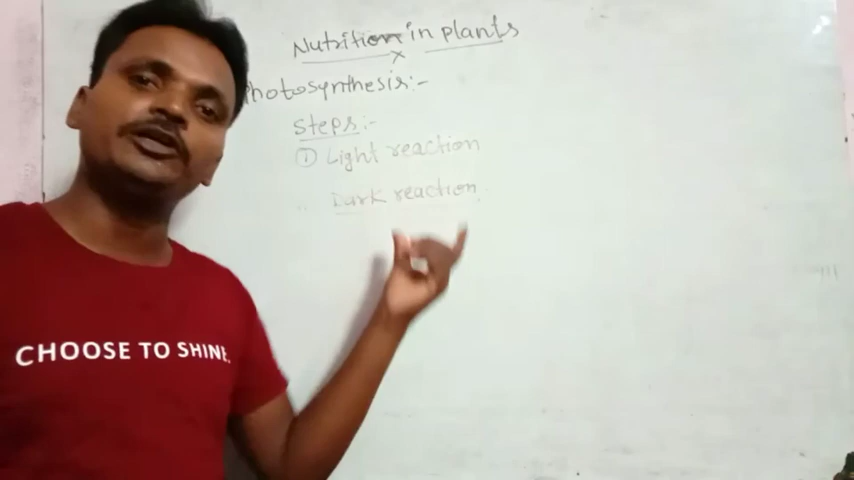 Nutrition in plants
Photosynthesis:-
Steps:-
① Light reaction
Dark reaction
CHOOSE TO SHINE.